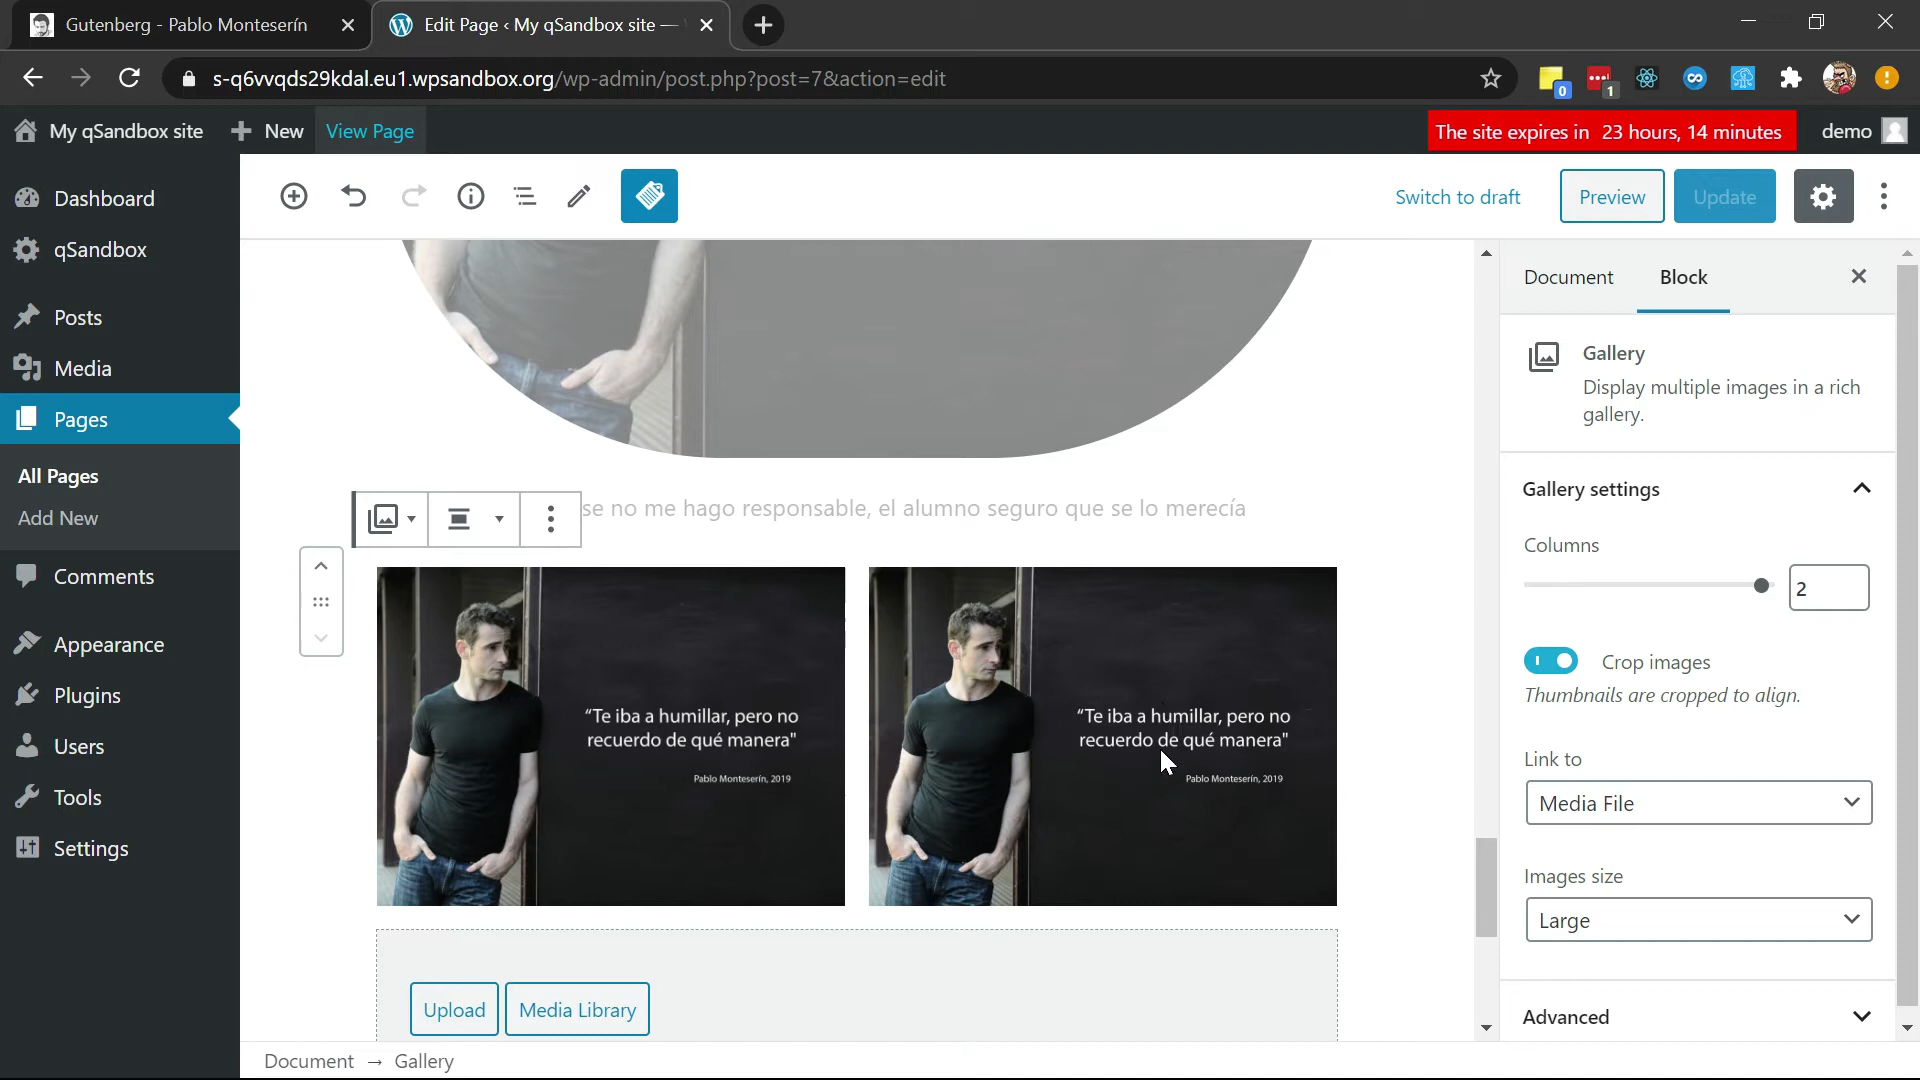 Gutenberg - Pablo Monteserín
Edit Page ‹ My qSandbox site —
s-q6vvqds29kdal.eu1.wpsandbox.org/wp-admin/post.php?post=7&action=edit
0
1
My qSandbox site
New
View Page
The site expires in 23 hours, 14 minutes
demo
Dashboard
qSandbox
Posts
Media
Pages
All Pages
Add New
Comments
Appearance
Plugins
Users
Tools
Settings
Switch to draft
Preview
Update
se no me hago responsable, el alumno seguro que se lo merecía
“Te iba a humillar, pero no
recuerdo de qué manera"
Pablo Monteserín, 2019
“Te iba a humillar, pero no
recuerdo de qué manera"
Pablo Monteserín, 2019
Upload
Media Library
Document → Gallery
Document
Block
Gallery
Display multiple images in a rich
gallery.
Gallery settings
Columns
2
Crop images
Thumbnails are cropped to align.
Link to
Media File
Images size
Large
Advanced